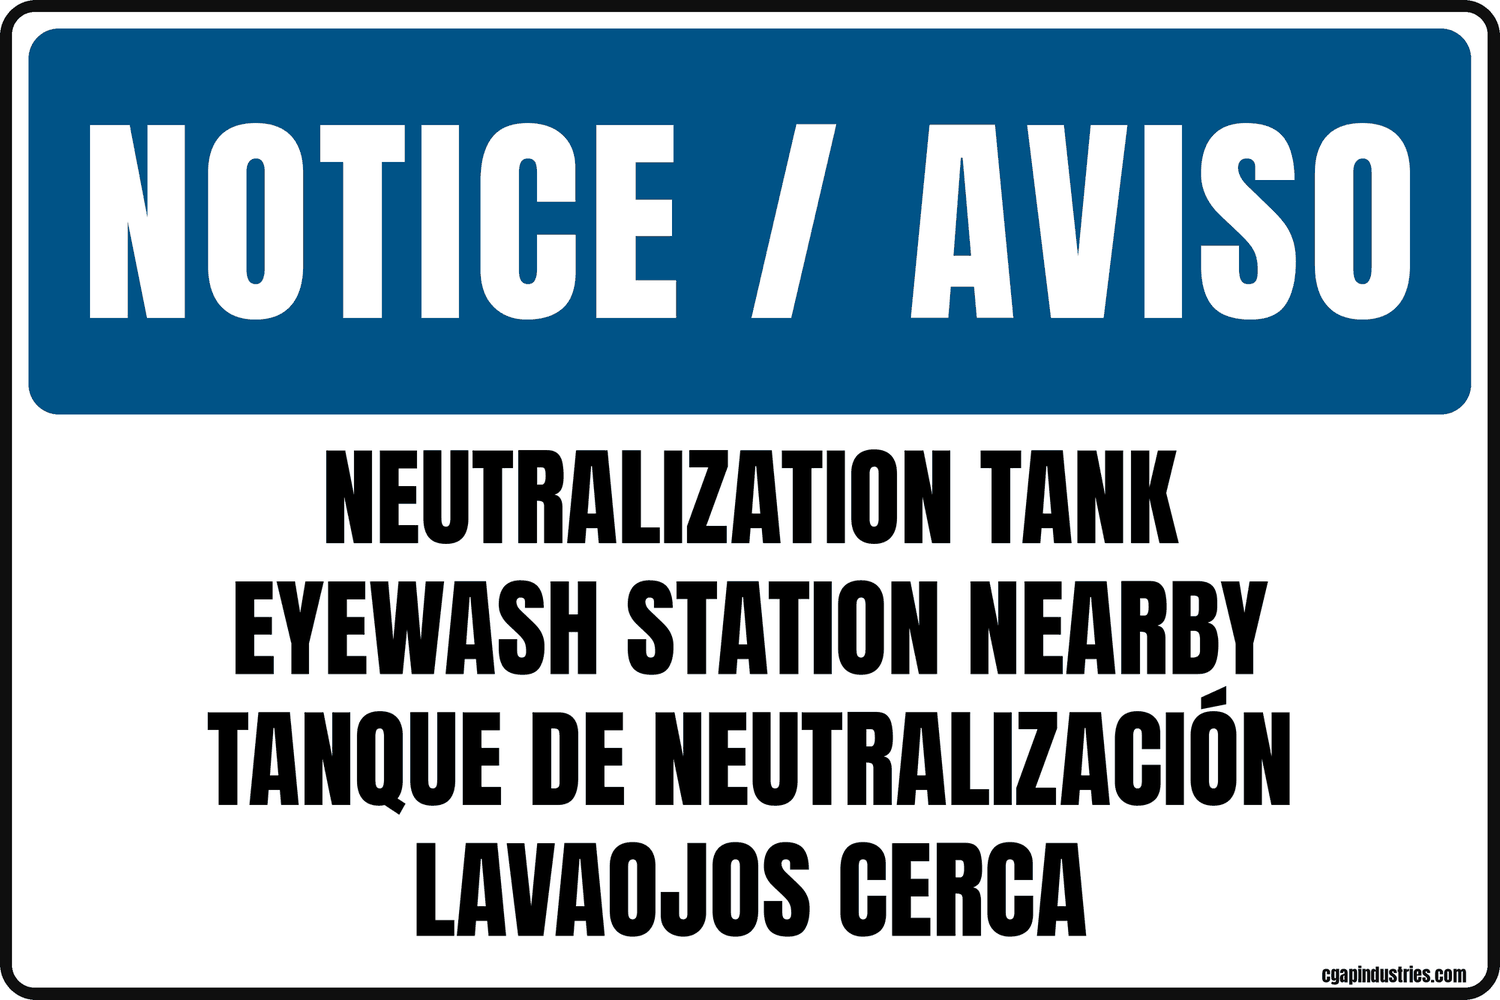 NOTICE / AVISO
NEUTRALIZATION TANK
EYEWASH STATION NEARBY
TANQUE DE NEUTRALIZACIÓN
LAVAOJOS CERCA
cgapindustries.com